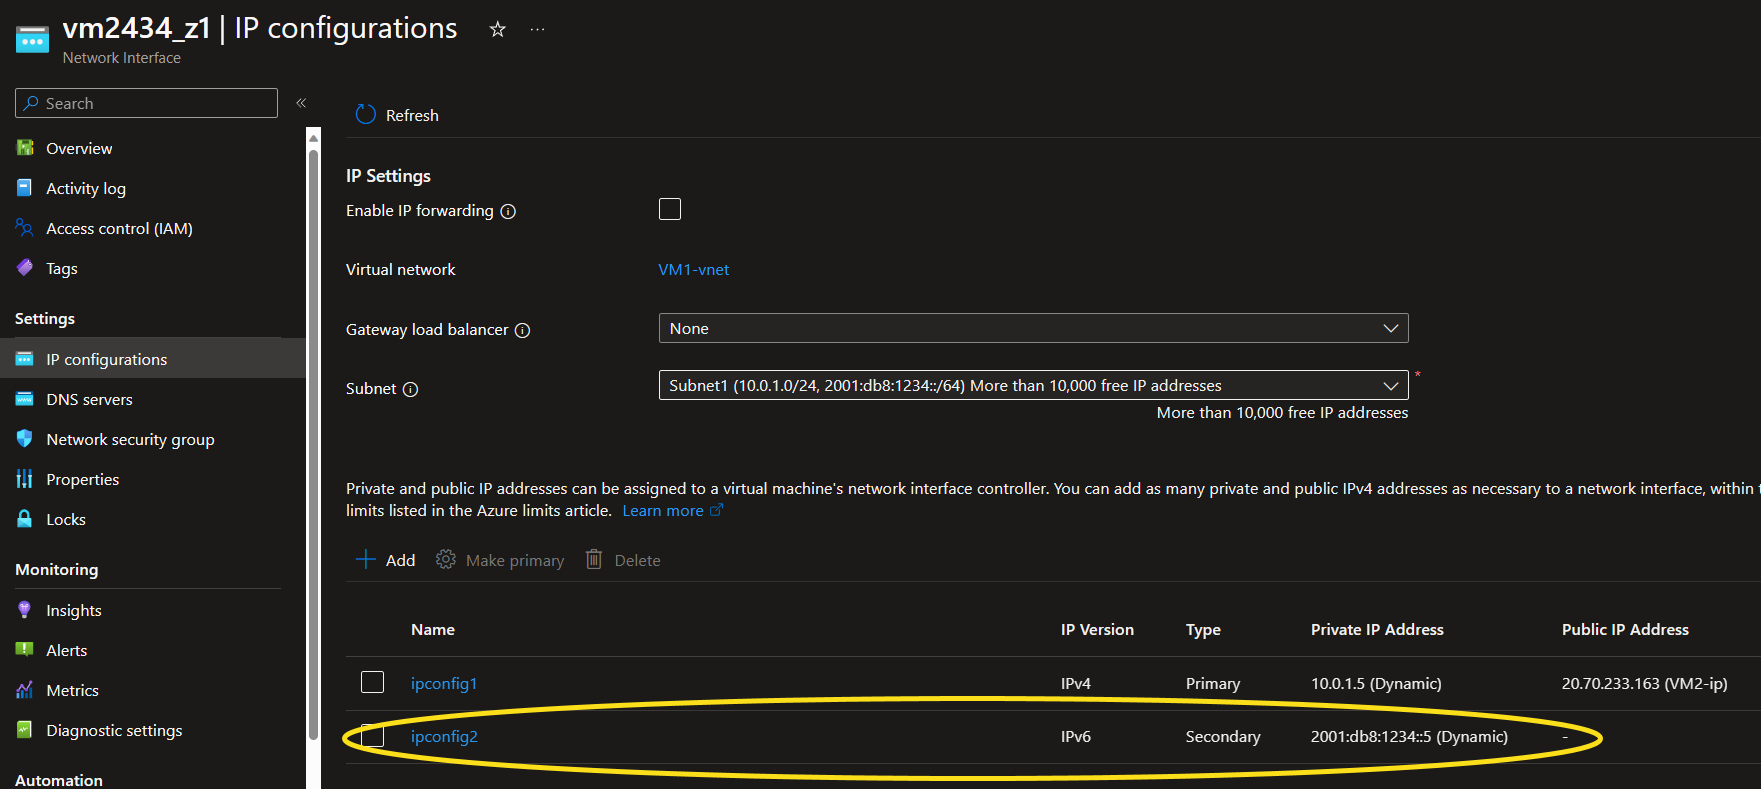 vm2434_z1 | IP configurations ☆ ...
Network Interface
Search «
Refresh
Overview
Activity log
Access control (IAM)
Tags
Settings
IP configurations
DNS servers
Network security group
Properties
Locks
Monitoring
Insights
Alerts
Metrics
Diagnostic settings
Automation
IP Settings
Enable IP forwarding
Virtual network VM1-vnet
Gateway load balancer None
Subnet Subnet1 (10.0.1.0/24, 2001:db8:1234::/64) More than 10,000 free IP addresses *
More than 10,000 free IP addresses
Private and public IP addresses can be assigned to a virtual machine's network interface controller. You can add as many private and public IPv4 addresses as necessary to a network interface, within
limits listed in the Azure limits article. Learn more
Add Make primary Delete
Name IP Version Type Private IP Address Public IP Address
ipconfig1 IPv4 Primary 10.0.1.5 (Dynamic) 20.70.233.163 (VM2-ip)
ipconfig2 IPv6 Secondary 2001:db8:1234::5 (Dynamic) -